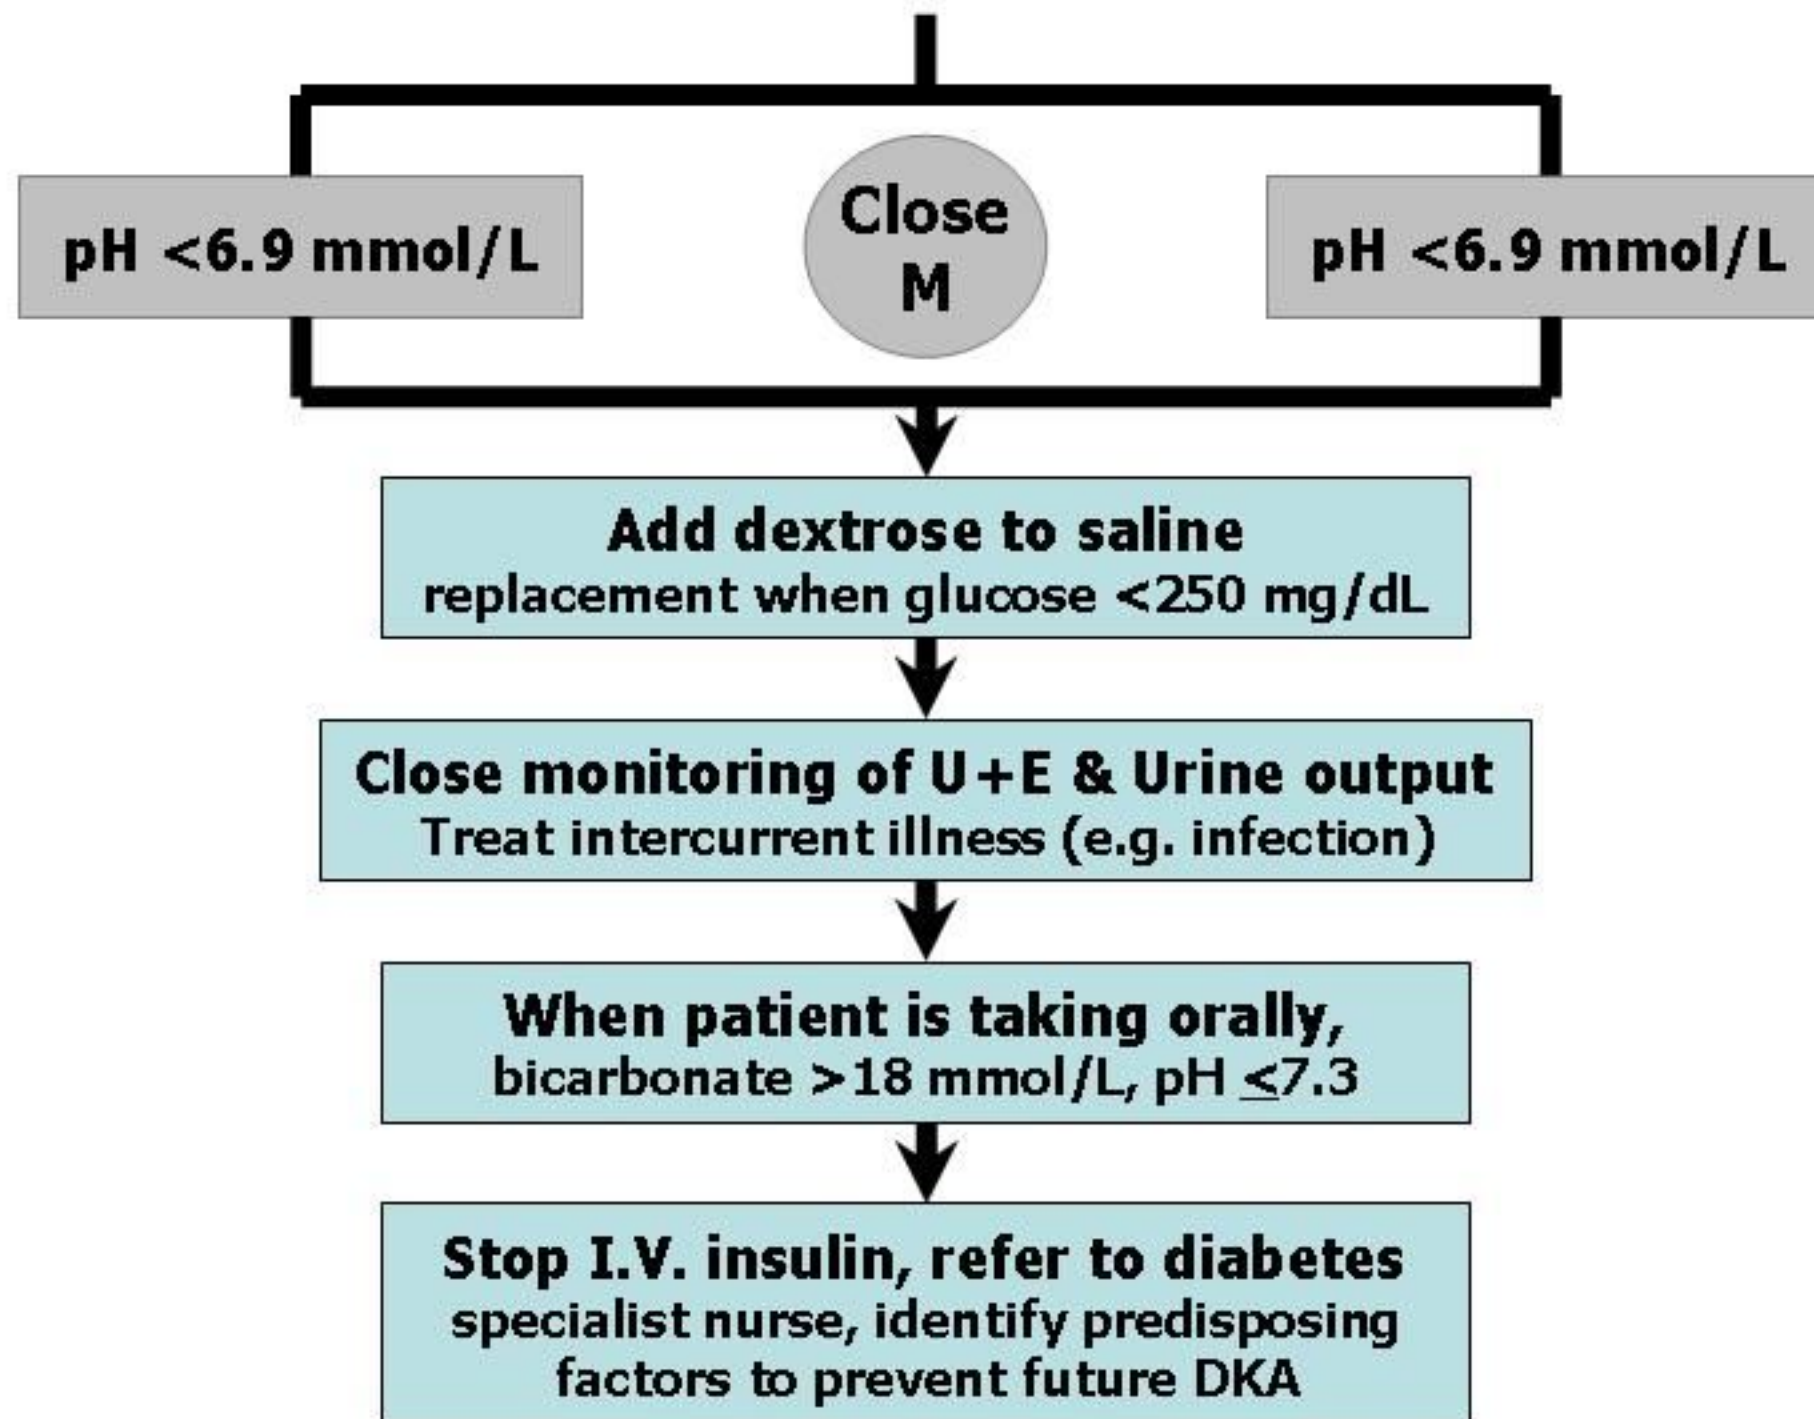 pH <6.9 mmol/L
Close
M
pH <6.9 mmol/L
Add dextrose to saline
replacement when glucose <250 mg/dL
Close monitoring of U+E & Urine output
Treat intercurrent illness (e.g. infection)
When patient is taking orally,
bicarbonate >18 mmol/L, pH ≤7.3
Stop I.V. insulin, refer to diabetes
specialist nurse, identify predisposing
factors to prevent future DKA